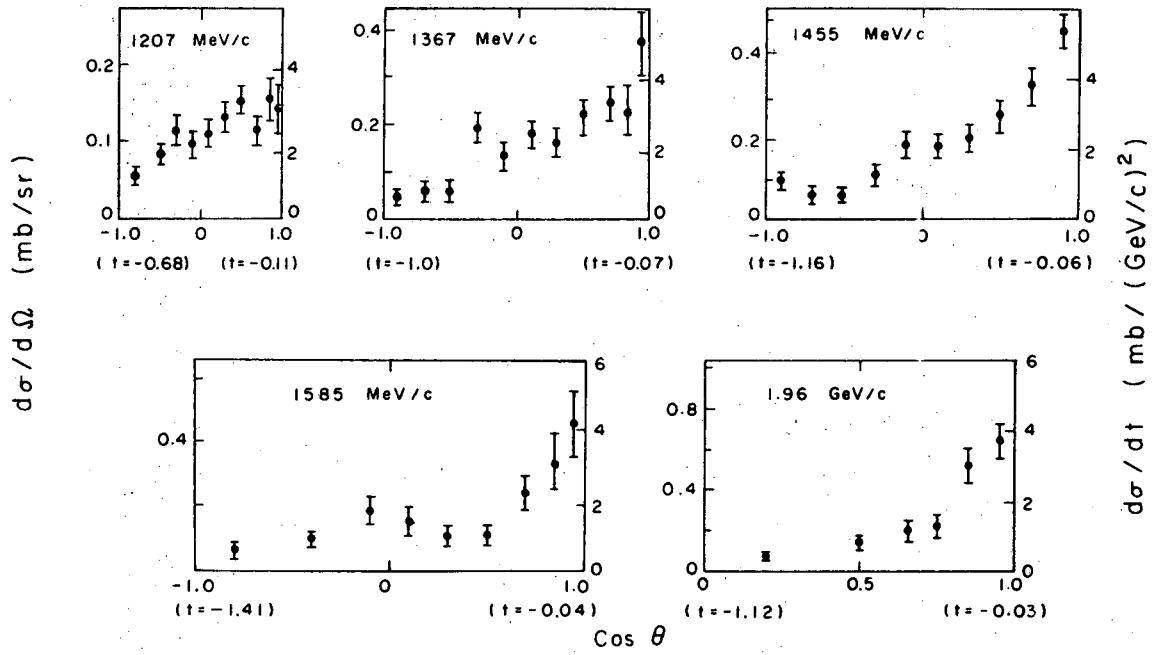 1207 MeV/c
0.2
0.1
0
4
2
0
-1.0 0 1.0
(t=-0.68) (t=-0.11)
1367 MeV/c
0.4
0.2
0
4
2
0
-1.0 0 1.0
(t=-1.0) (t=-0.07)
1455 MeV/c
0.4
0.2
0
4
2
0
-1.0 0 1.0
(t=-1.16) (t=-0.06)
dσ/dΩ (mb/sr)
dσ/dt (mb/(GeV/c)²)
1585 MeV/c
0.4
6
4
2
0
-1.0 0 1.0
(t=-1.41) (t=-0.04)
1.96 GeV/c
0.8
0.4
0
6
4
2
0
0 0.5 1.0
(t=-1.12) (t=-0.03)
Cos θ